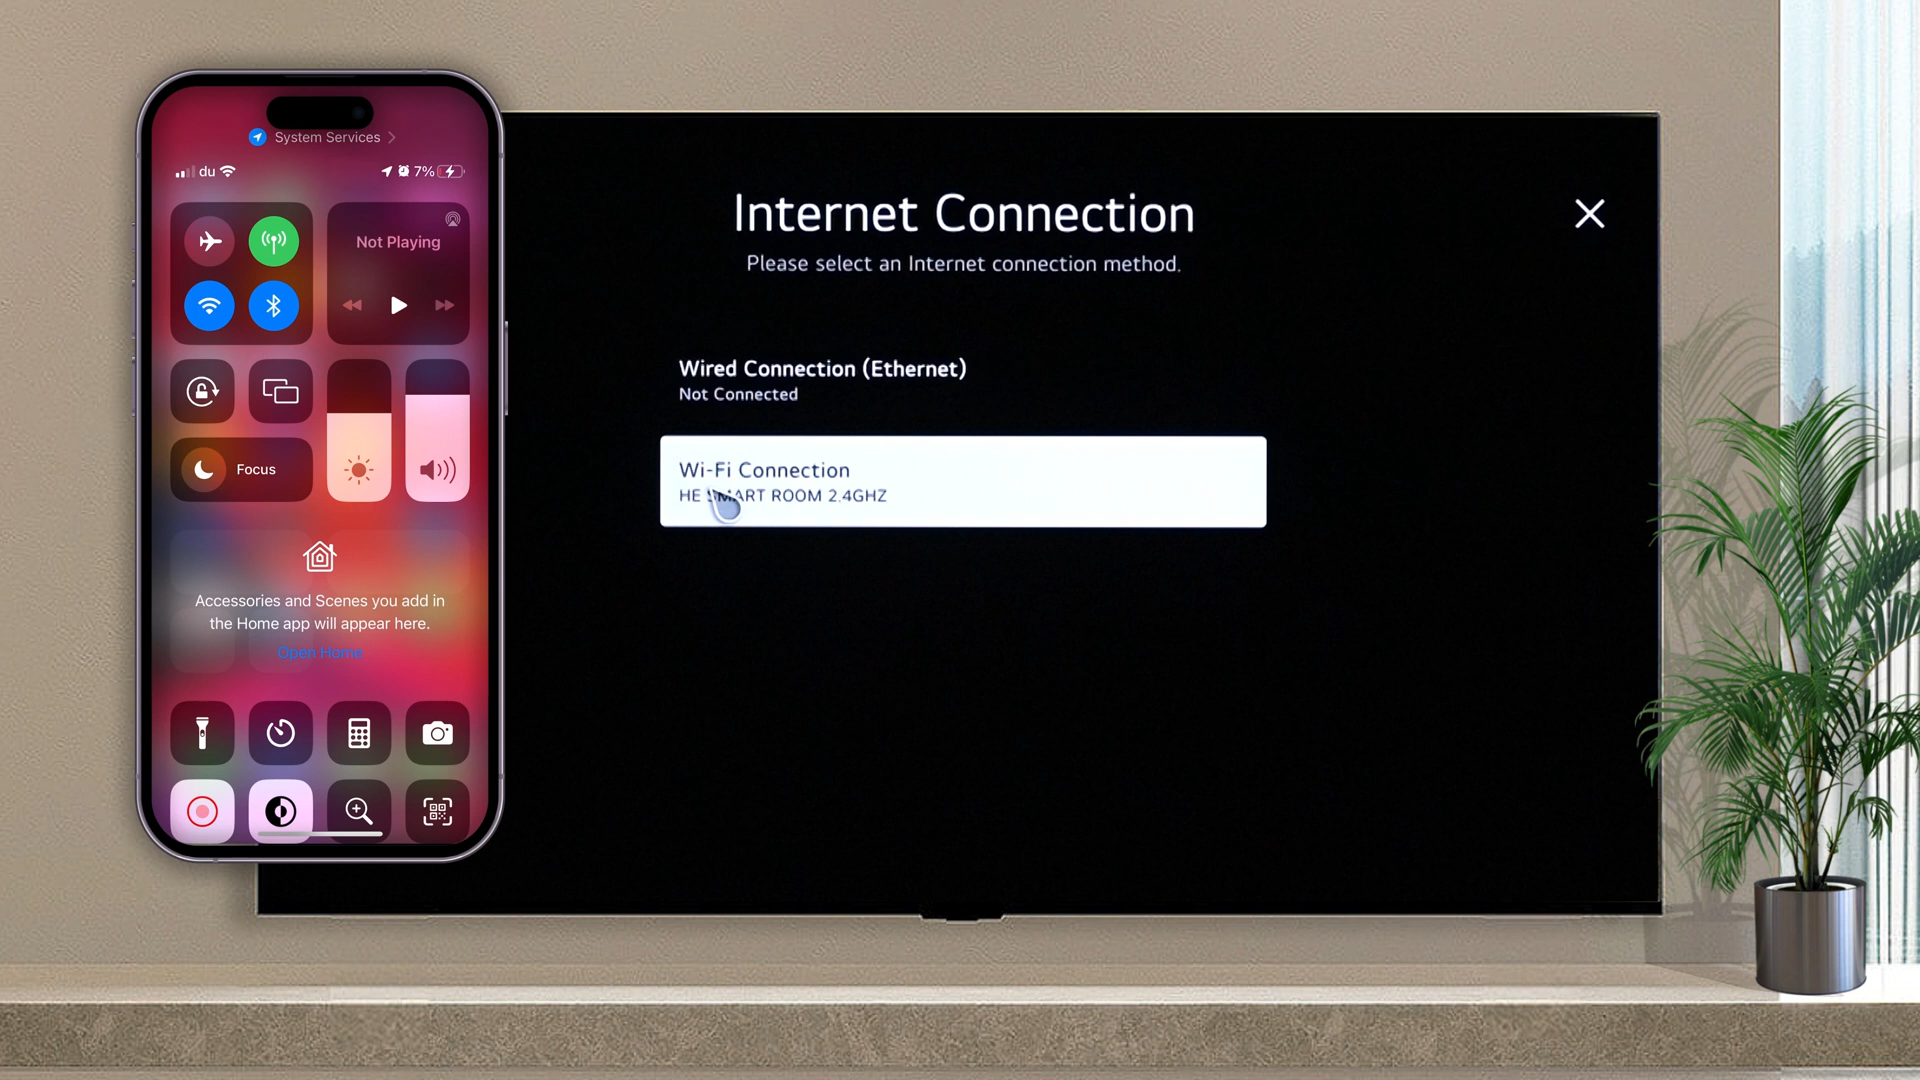 System Services
du
7%
Not Playing
Focus
Accessories and Scenes you add in
the Home app will appear here.
Open Home
Internet Connection
Please select an Internet connection method.
Wired Connection (Ethernet)
Not Connected
Wi-Fi Connection
HE SMART ROOM 2.4GHZ